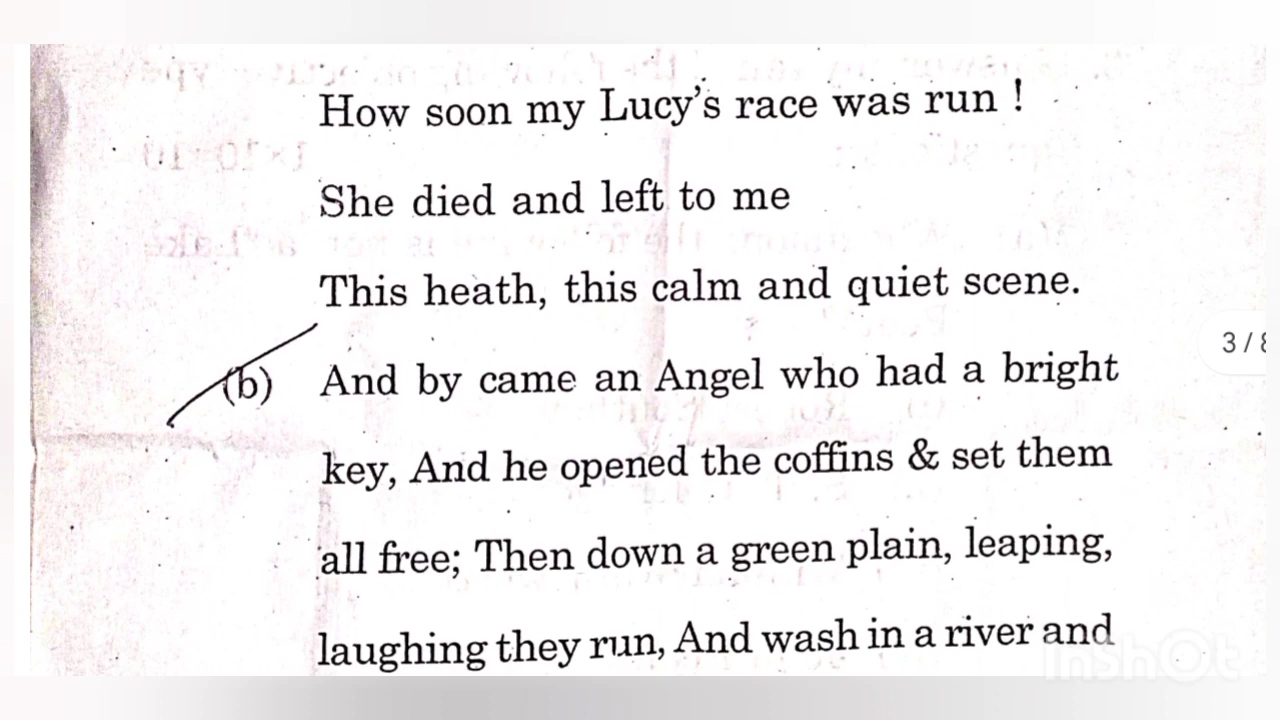 How soon my Lucy's race was run !
She died and left to me
This heath, this calm and quiet scene.
(b) And by came an Angel who had a bright
3 / 8
key, And he opened the coffins & set them
all free; Then down a green plain, leaping,
laughing they run, And wash in a river and
InShOt